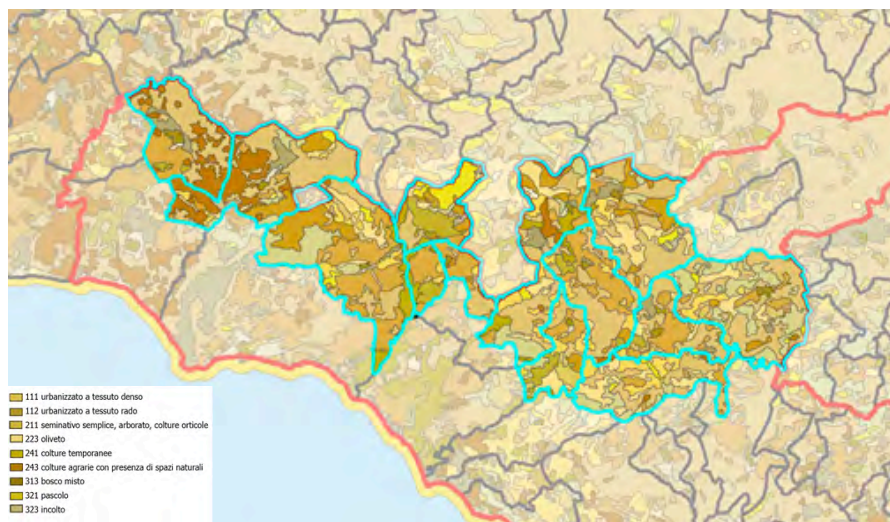 111 urbanizzato a tessuto denso
112 urbanizzato a tessuto rado
211 seminativo semplice, arborato, colture orticole
223 oliveto
241 colture temporanee
243 colture agrarie con presenza di spazi naturali
313 bosco misto
321 pascolo
323 incolto